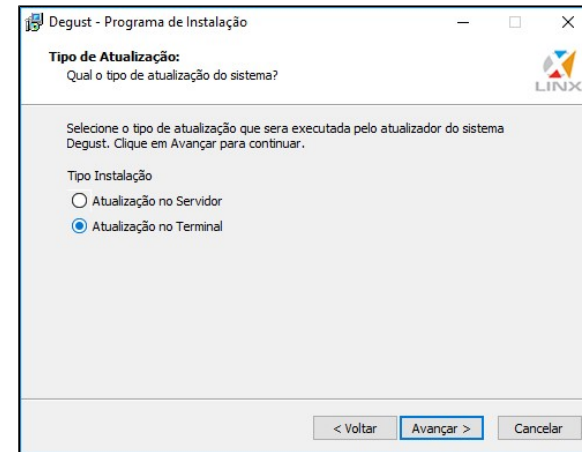 Degust - Programa de Instalação
Tipo de Atualização:
Qual o tipo de atualização do sistema?
LINX
Selecione o tipo de atualização que sera executada pelo atualizador do sistema
Degust. Clique em Avançar para continuar.
Tipo Instalação
Atualização no Servidor
Atualização no Terminal
< Voltar
Avançar >
Cancelar